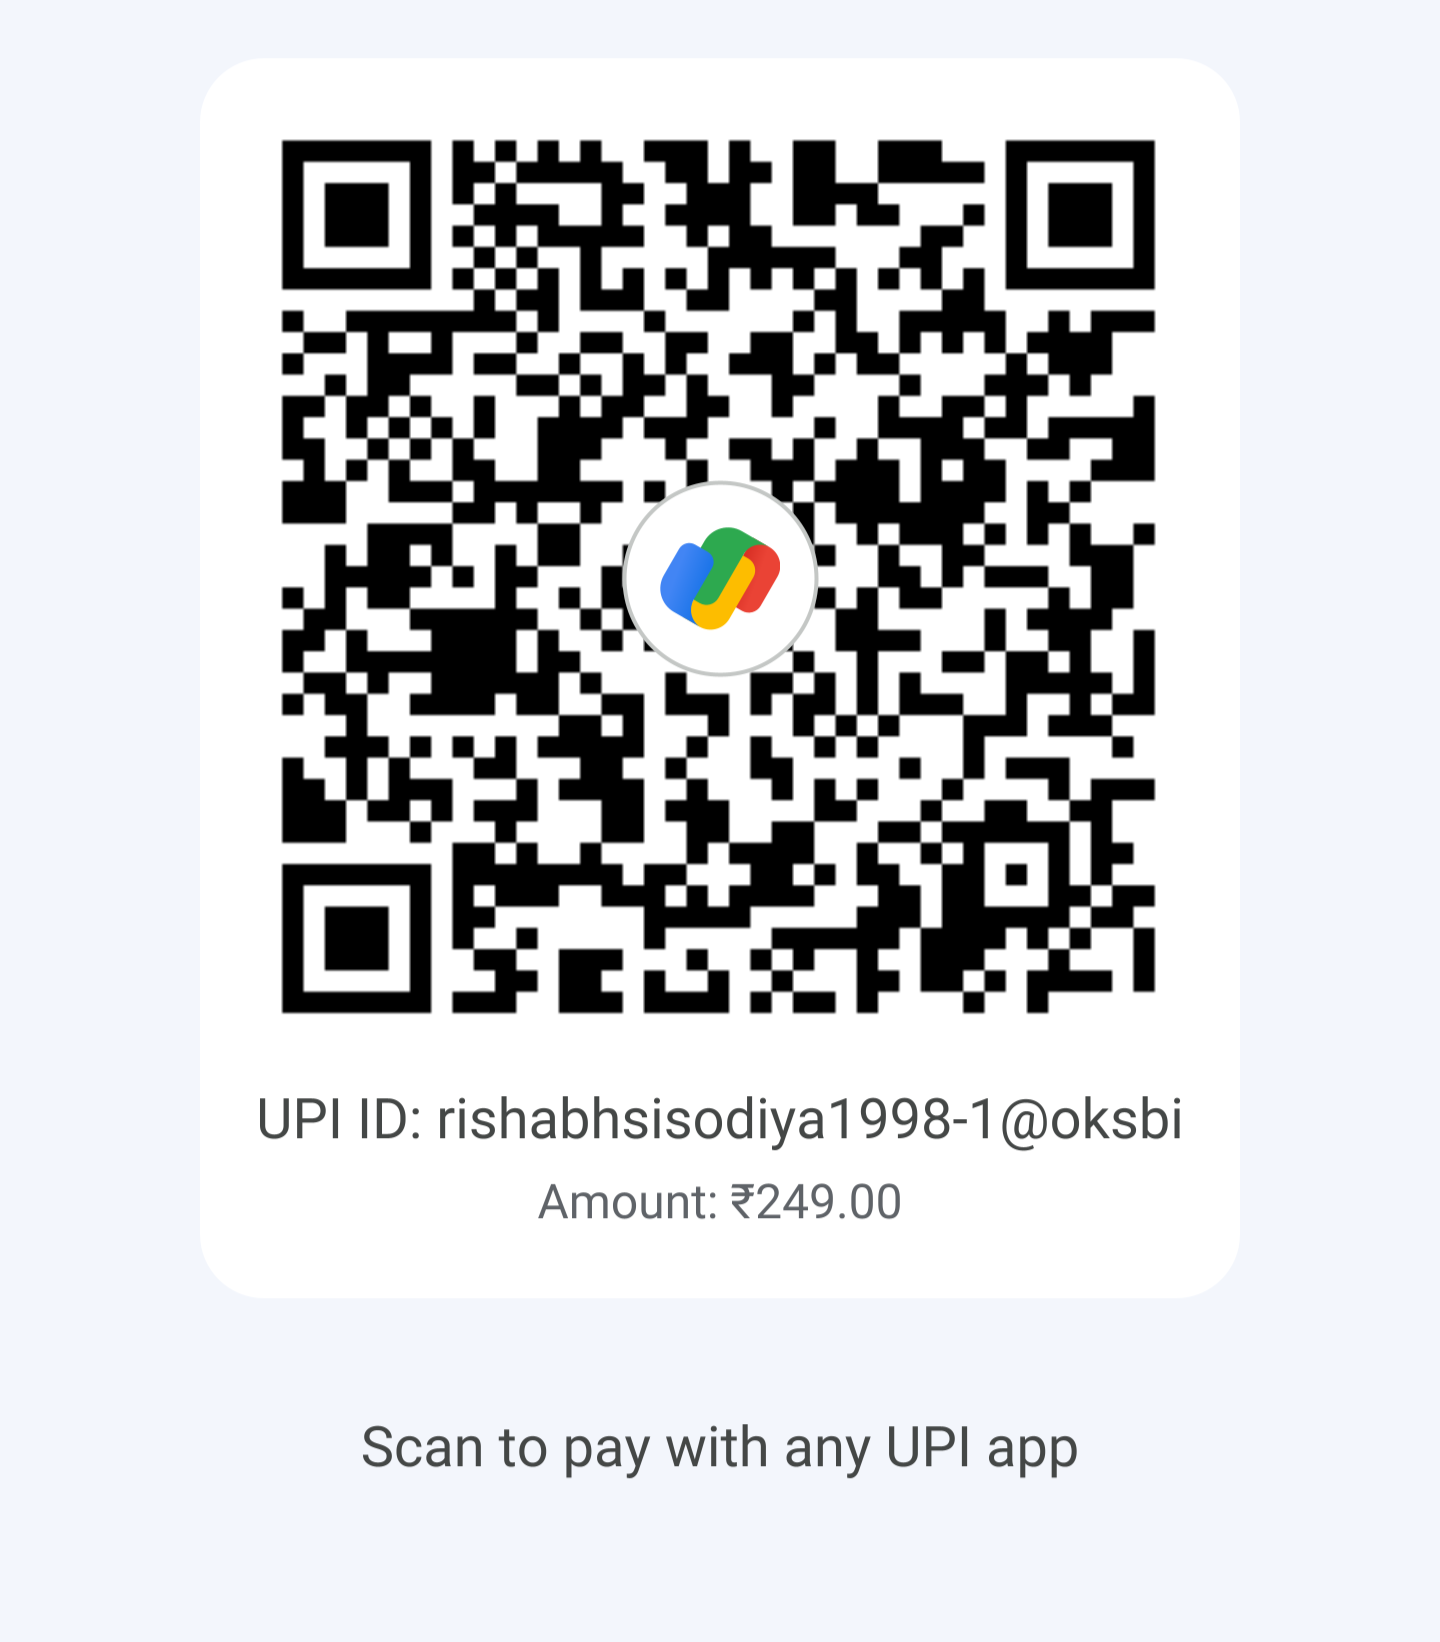 UPI ID: rishabhsisodiya1998-1@oksbi
Amount: ₹249.00
Scan to pay with any UPI app